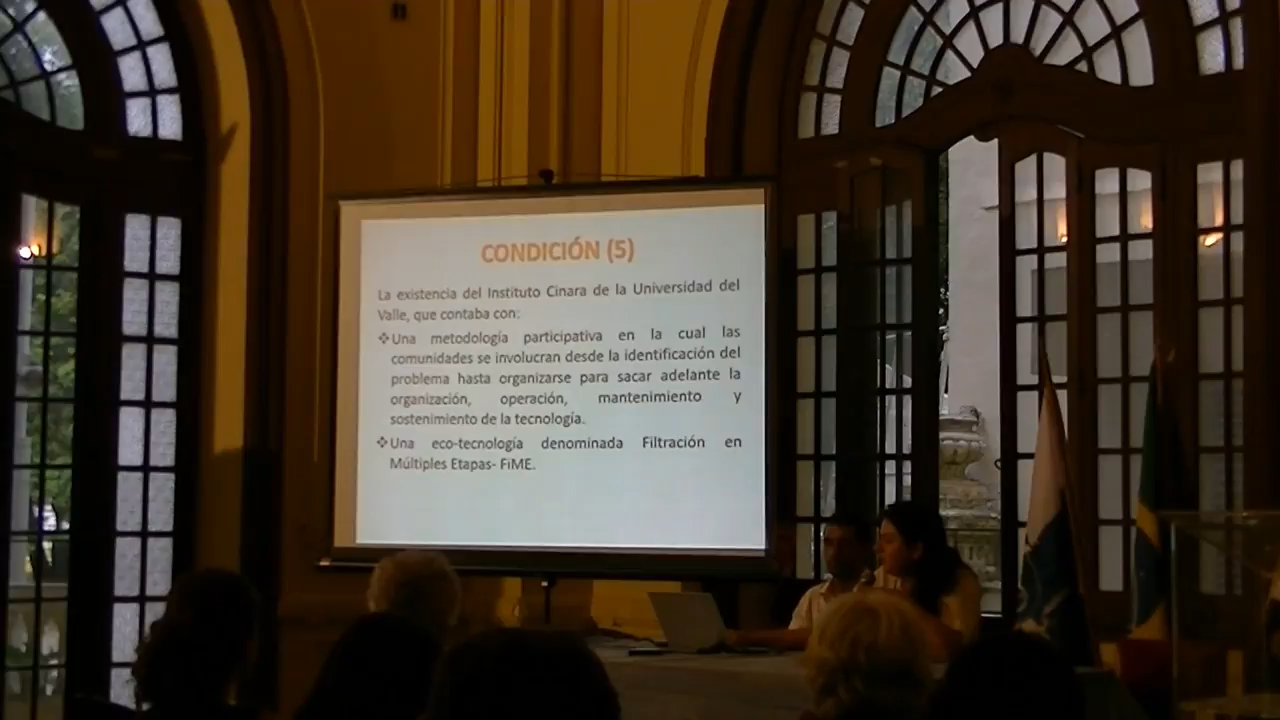 CONDICIÓN (5)
La existencia del Instituto Cinara de la Universidad del
Valle, que contaba con:
❖Una metodología participativa en la cual las
comunidades se involucran desde la identificación del
problema hasta organizarse para sacar adelante la
organización, operación, mantenimiento y
sostenimiento de la tecnología.
❖Una eco-tecnología denominada Filtración en
Múltiples Etapas- FiME.